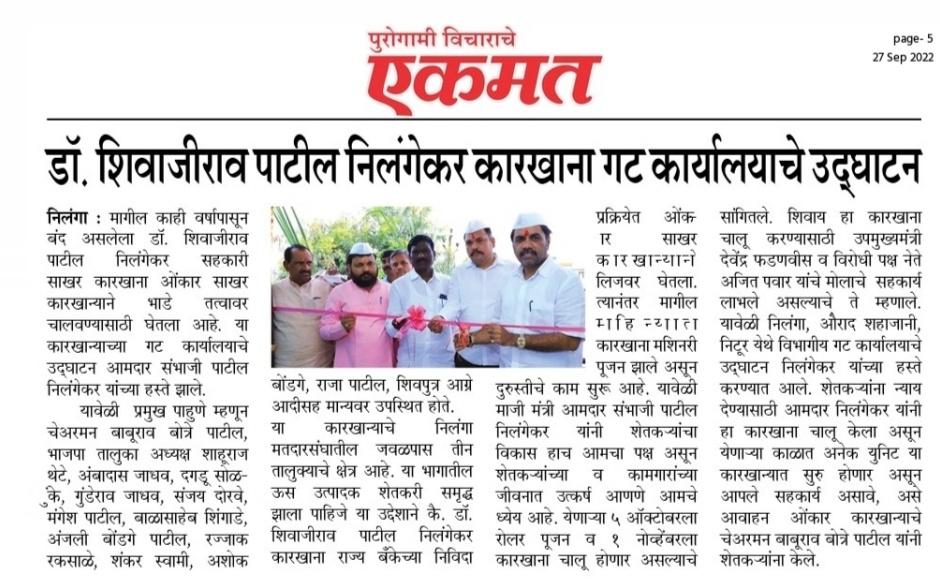 पुरोगामी विचाराचे
एकमत
page- 5
27 Sep 2022
डॉ. शिवाजीराव पाटील निलंगेकर कारखाना गट कार्यालयाचे उद्‌घाटन
निलंगा : मागील काही वर्षापासून
बंद असलेला डॉ. शिवाजीराव
पाटील निलंगेकर सहकारी
साखर कारखाना ओंकार साखर
कारखान्याने भाडे तत्वावर
चालवण्यासाठी घेतला आहे. या
कारखान्याच्या गट कार्यालयाचे
उद्‌घाटन आमदार संभाजी पाटील
निलंगेकर यांच्या हस्ते झाले.
यावेळी प्रमुख पाहुणे म्हणून
चेअरमन बाबूराव बोत्रे पाटील,
भाजपा तालुका अध्यक्ष शाहूराज
थेटे, अंबादास जाधव, दगडू सोळ-
ुंके, गुंडेराव जाधव, संजय दोरवे,
मंगेश पाटील, बाळासाहेब शिंगाडे,
अंजली बोंडगे पाटील, रज्जाक
रकसाळे, शंकर स्वामी, अशोक
बोंडगे, राजा पाटील, शिवपुत्र आग्रे
आदीसह मान्यवर उपस्थित होते.
या कारखान्याचे निलंगा
मतदारसंघातील जवळपास तीन
तालुक्याचे क्षेत्र आहे. या भागातील
ऊस उत्पादक शेतकरी समृद्ध
झाला पाहिजे या उद्देशाने कै. डॉ.
शिवाजीराव पाटील निलंगेकर
कारखाना राज्य बँकेच्या निविदा
प्रक्रियेत ओंक-
ार साखर
कारखान्यानं
लिजवर घेतला.
त्यानंतर मागील
महिन्यात
कारखाना मशिनरी
पूजन झाले असून
दुरुस्तीचे काम सुरू आहे. यावेळी
माजी मंत्री आमदार संभाजी पाटील
निलंगेकर यांनी शेतकऱ्यांचा
विकास हाच आमचा पक्ष असून
शेतकऱ्यांच्या व कामगारांच्या
जीवनात उत्कर्ष आणणे आमचे
ध्येय आहे. येणाऱ्या ५ ऑक्टोबरला
रोलर पूजन व १ नोव्हेंबरला
कारखाना चालू होणार असल्याचे
सांगितले. शिवाय हा कारखाना
चालू करण्यासाठी उपमुख्यमंत्री
देवेंद्र फडणवीस व विरोधी पक्ष नेते
अजित पवार यांचे मोलाचे सहकार्य
लाभले असल्याचे ते म्हणाले.
यावेळी निलंगा, औराद शहाजानी,
निटूर येथे विभागीय गट कार्यालयाचे
उद्‌घाटन निलंगेकर यांच्या हस्ते
करण्यात आले. शेतकऱ्यांना न्याय
देण्यासाठी आमदार निलंगेकर यांनी
हा कारखाना चालू केला असून
येणाऱ्या काळात अनेक युनिट या
कारखान्यात सुरु होणार असून
आपले सहकार्य असावे, असे
आवाहन ओंकार कारखान्याचे
चेअरमन बाबूराव बोत्रे पाटील यांनी
शेतकऱ्यांना केले.